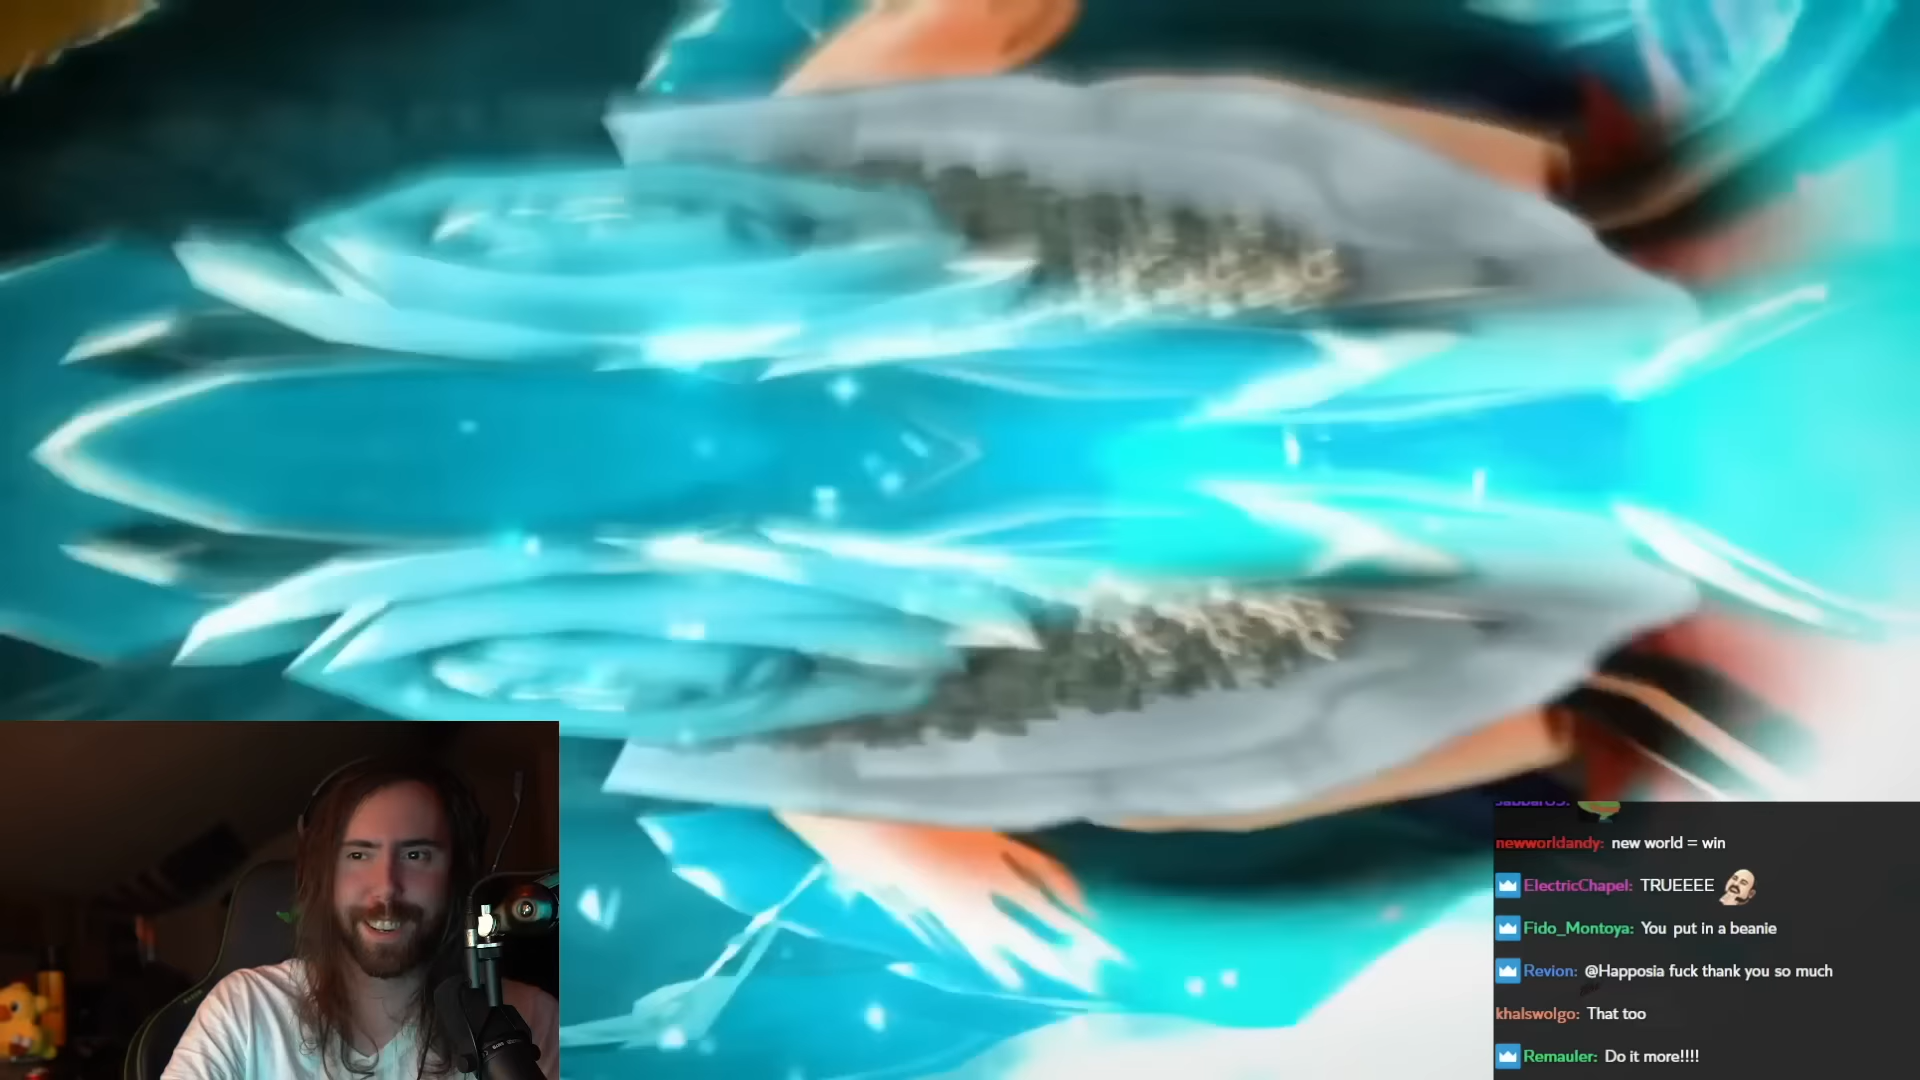 newworldandy: new world = win
ElectricChapel: TRUEEEE
Fido_Montoya: You put in a beanie
Revion: @Happosia fuck thank you so much
khalswolgo: That too
Remauler: Do it more!!!!